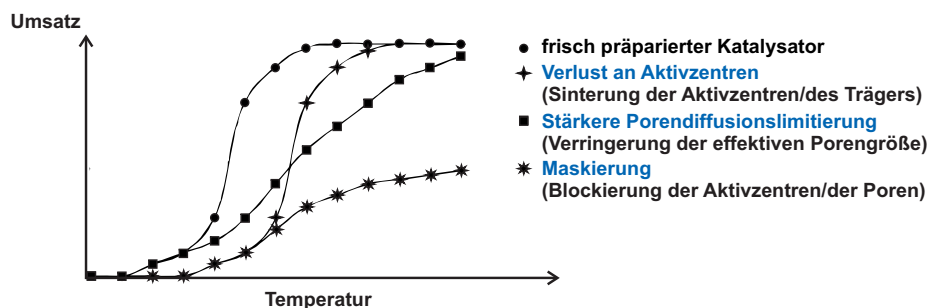 Umsatz
frisch präparierter Katalysator
Verlust an Aktivzentren
(Sinterung der Aktivzentren/des Trägers)
Stärkere Porendiffusionslimitierung
(Verringerung der effektiven Porengröße)
Maskierung
(Blockierung der Aktivzentren/der Poren)
Temperatur